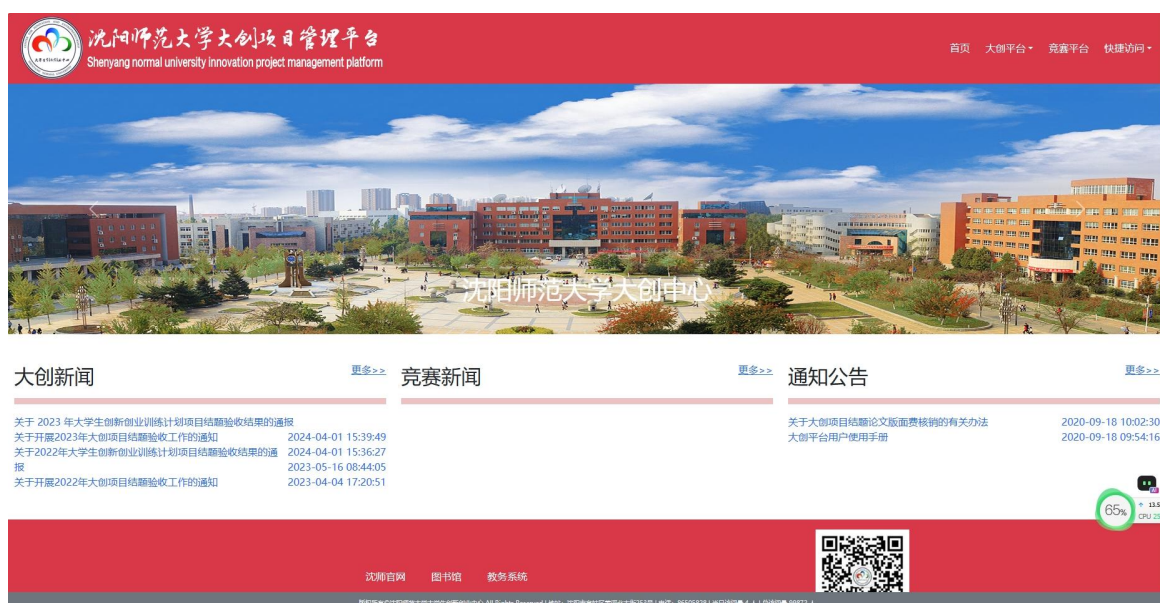 沈阳师范大学大创项目管理平台
Shenyang normal university innovation project management platform
首页 大创平台 竞赛平台 快捷访问
沈阳师范大学大创中心
大创新闻 更多>>
关于 2023 年大学生创新创业训练计划项目结题验收结果的通报
2024-04-01 15:39:49
关于开展2023年大创项目结题验收工作的通知
2024-04-01 15:36:27
关于2022年大学生创新创业训练计划项目结题验收结果的通
报
2023-05-16 08:44:05
关于开展2022年大创项目结题验收工作的通知
2023-04-04 17:20:51
竞赛新闻 更多>>
通知公告 更多>>
关于大创项目结题论文版面费核销的有关办法 2020-09-18 10:02:30
大创平台用户使用手册 2020-09-18 09:54:16
65%
13.5
CPU
沈师官网 图书馆 教务系统